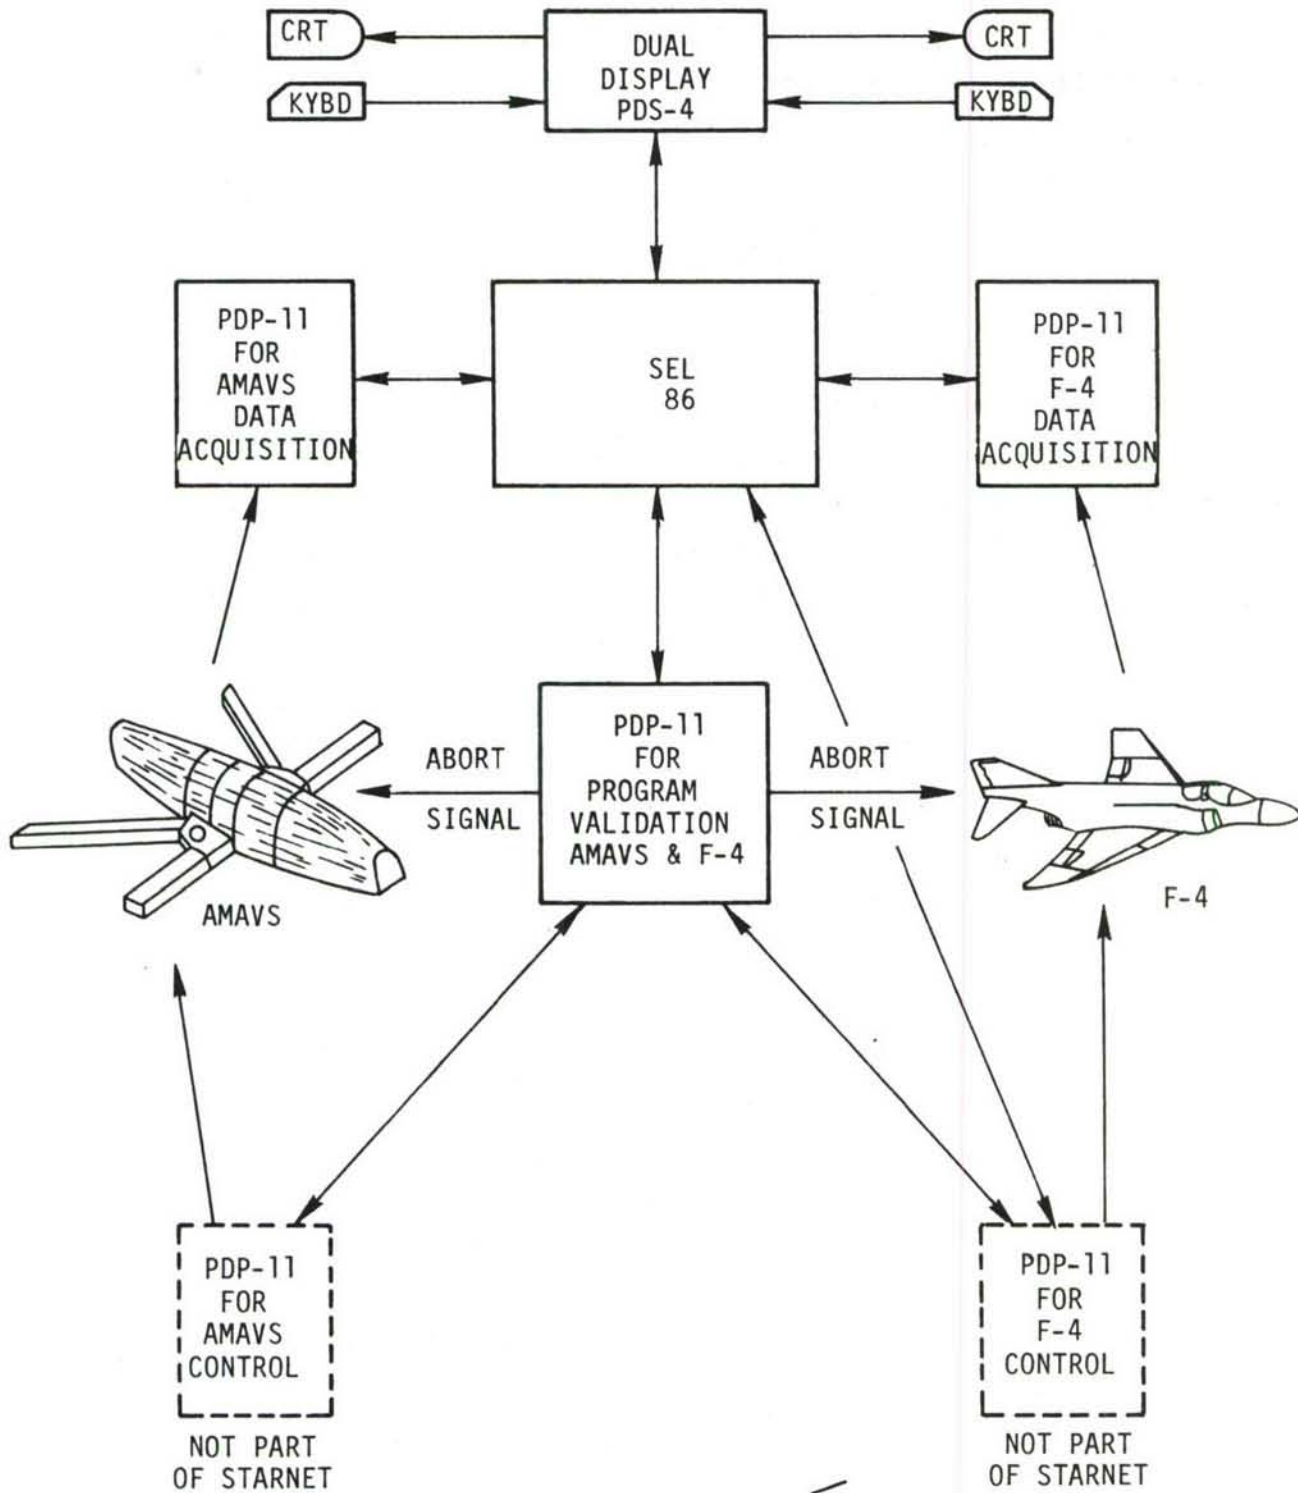 CRT
KYBD
DUAL
DISPLAY
PDS-4
CRT
KYBD
PDP-11
FOR
AMAVS
DATA
ACQUISITION
SEL
86
PDP-11
FOR
F-4
DATA
ACQUISITION
ABORT
SIGNAL
PDP-11
FOR
PROGRAM
VALIDATION
AMAVS & F-4
ABORT
SIGNAL
AMAVS
F-4
PDP-11
FOR
AMAVS
CONTROL
NOT PART
OF STARNET
PDP-11
FOR
F-4
CONTROL
NOT PART
OF STARNET